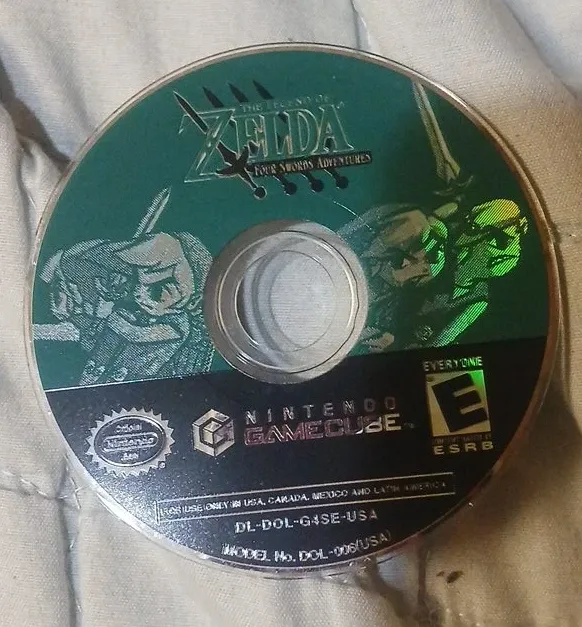 THE LEGEND OF
ZELDA
FOUR SWORDS ADVENTURES
EVERYONE
E
ESRB
Official
Nintendo
Seal
NINTENDO
GAMECUBE™
FOR USE ONLY IN USA, CANADA, MEXICO AND LATIN AMERICA
DL-DOL-G4SE-USA
MODEL No. DOL-006(USA)